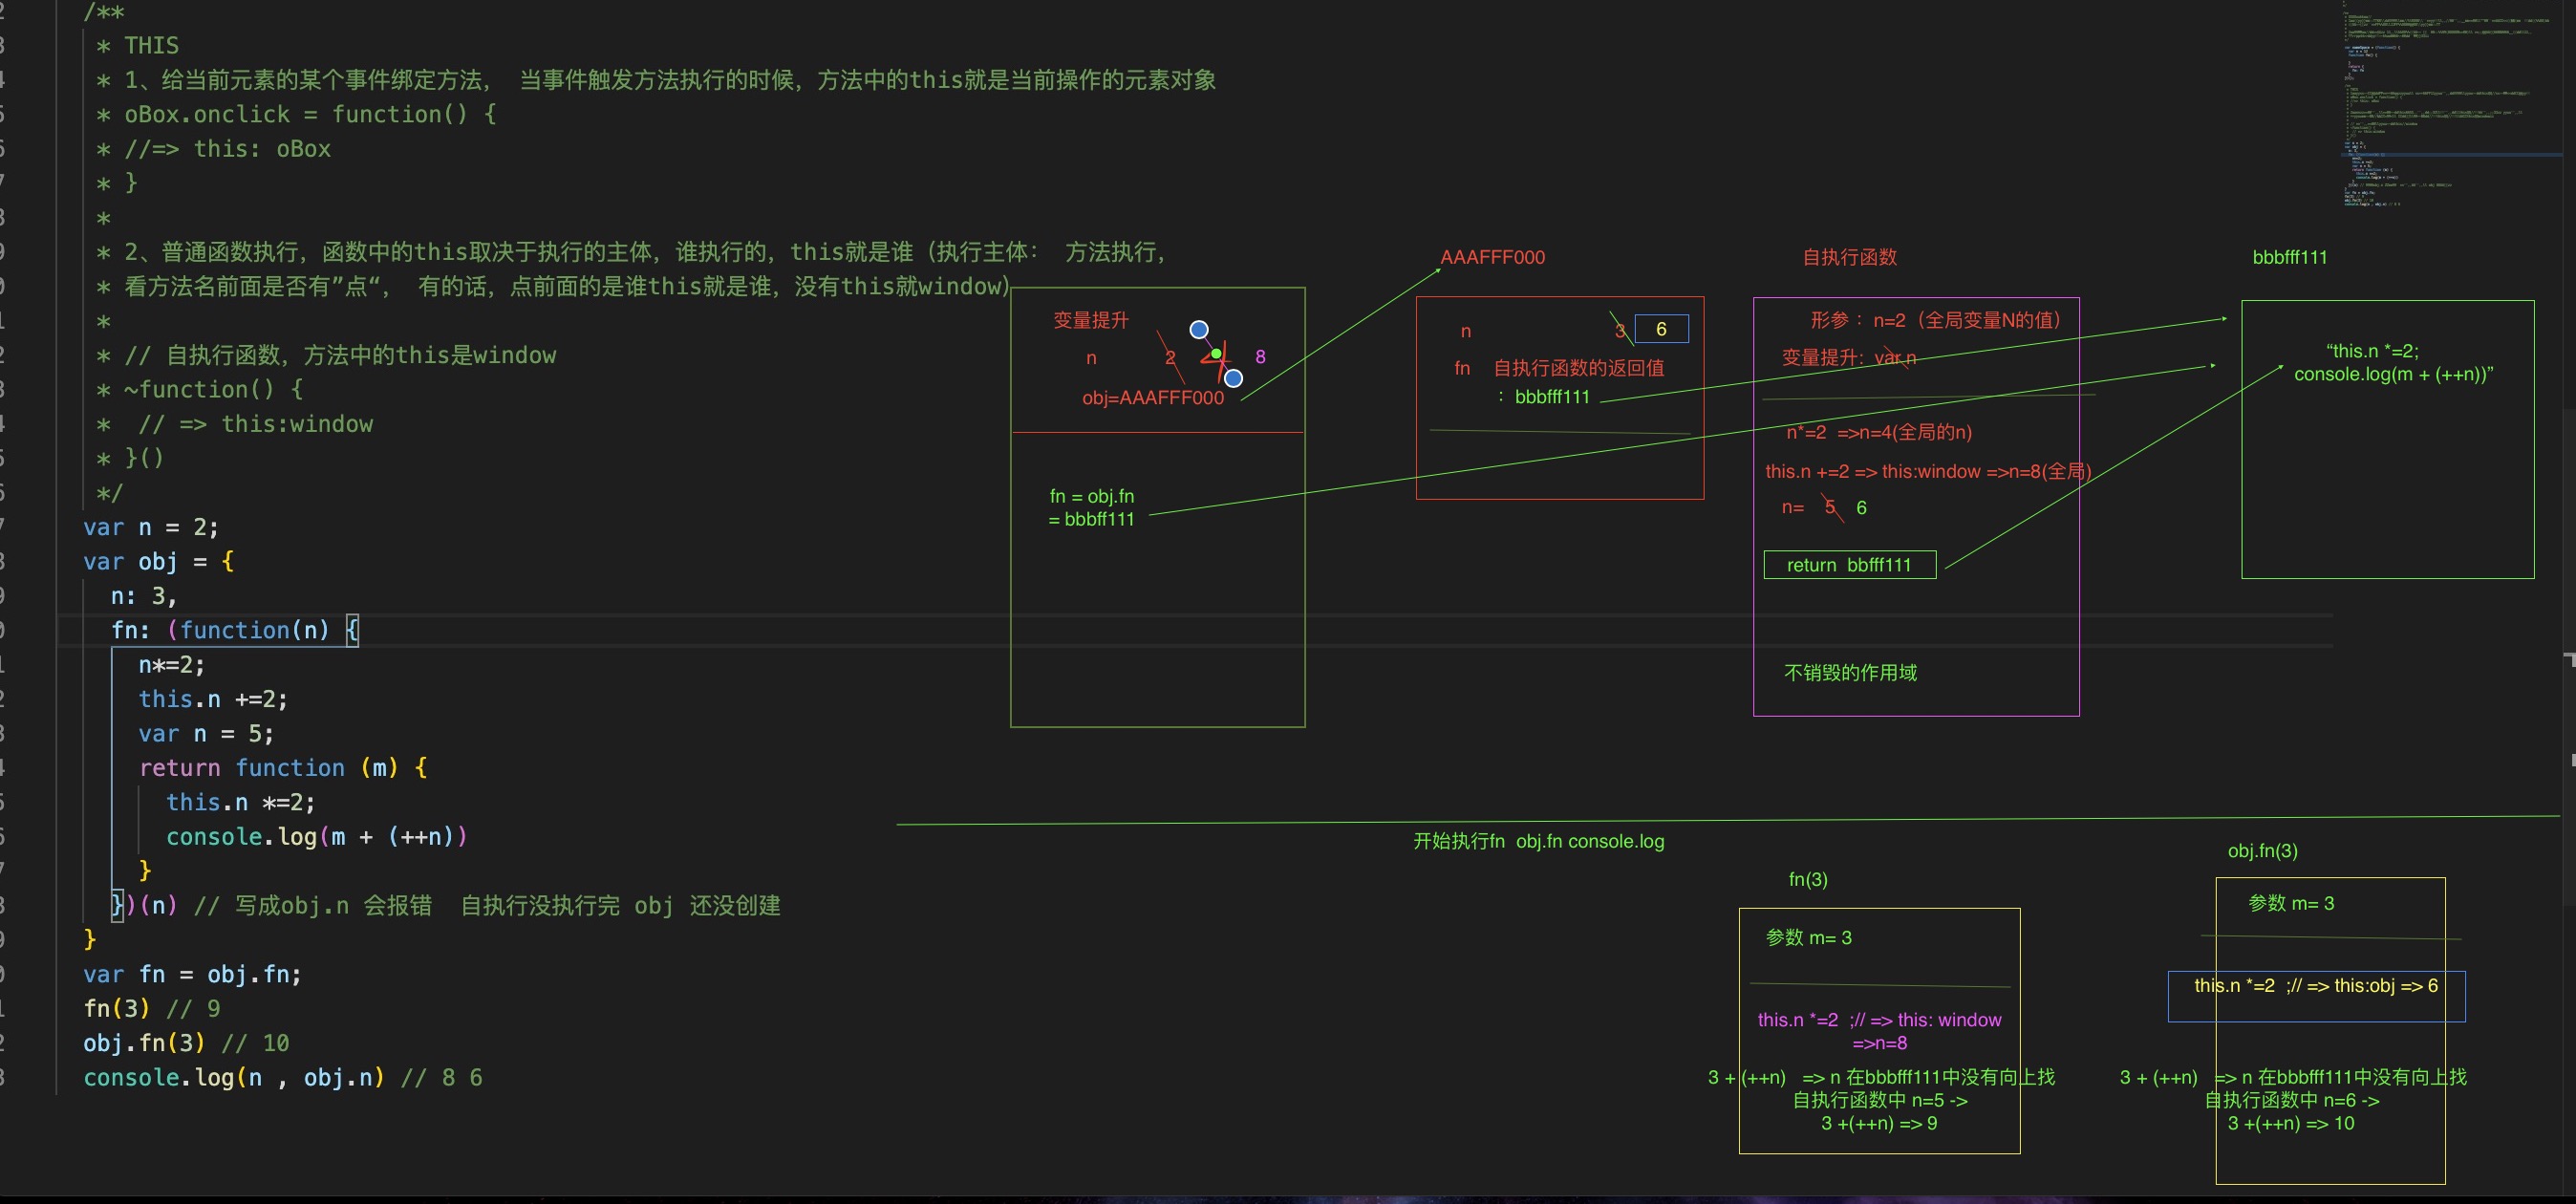 /**
* THIS
* 1、给当前元素的某个事件绑定方法， 当事件触发方法执行的时候，方法中的this就是当前操作的元素对象
* oBox.onclick = function() {
* //=> this: oBox
* }
*
* 2、普通函数执行，函数中的this取决于执行的主体，谁执行的，this就是谁（执行主体： 方法执行，
* 看方法名前面是否有”点“， 有的话，点前面的是谁this就是谁，没有this就window）
*
* // 自执行函数，方法中的this是window
* ~function() {
*  // => this:window
* }()
*/
var n = 2;
var obj = {
n: 3,
fn: (function(n) {
n*=2;
this.n +=2;
var n = 5;
return function (m) {
this.n *=2;
console.log(m + (++n))
}
})(n) // 写成obj.n 会报错  自执行没执行完 obj 还没创建
}
var fn = obj.fn;
fn(3) // 9
obj.fn(3) // 10
console.log(n , obj.n) // 8 6
变量提升
n 2 8
obj=AAAFFF000
fn = obj.fn
= bbbff111
AAAFFF000
n 3 6
fn 自执行函数的返回值
： bbbfff111
自执行函数
形参： n=2（全局变量N的值）
变量提升: var n
n*=2 =>n=4(全局的n)
this.n +=2 => this:window =>n=8(全局)
n= 5 6
return bbfff111
不销毁的作用域
bbbfff111
“this.n *=2;
console.log(m + (++n))”
开始执行fn obj.fn console.log
fn(3)
参数 m= 3
this.n *=2 ;// => this: window
=>n=8
3 + (++n) => n 在bbbfff111中没有向上找
自执行函数中 n=5 ->
3 +(++n) => 9
obj.fn(3)
参数 m= 3
this.n *=2 ;// => this:obj => 6
3 + (++n) => n 在bbbfff111中没有向上找
自执行函数中 n=6 ->
3 +(++n) => 10